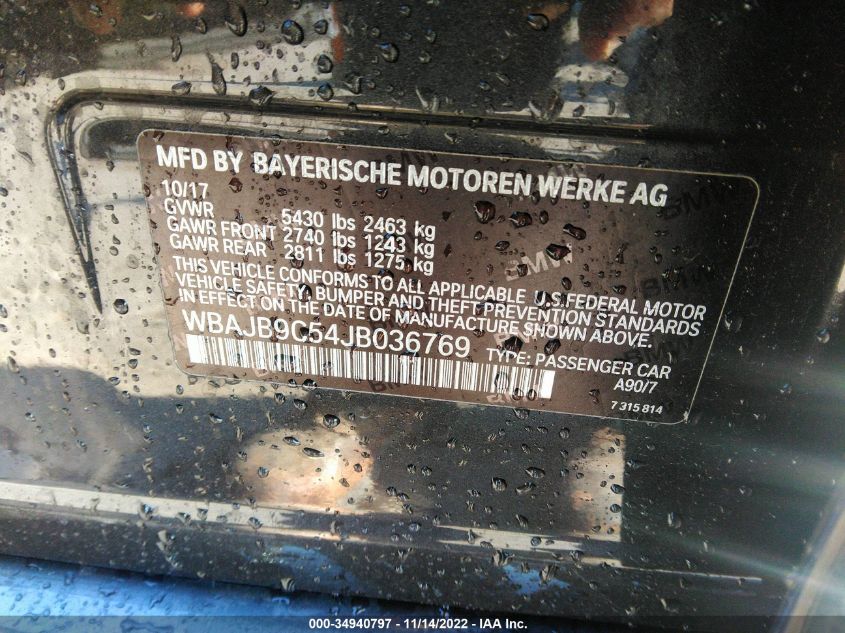 MFD BY BAYERISCHE MOTOREN WERKE AG
10/17
GVWR 5430 lbs 2463 kg
GAWR FRONT 2740 lbs 1243 kg
GAWR REAR 2811 lbs 1275 kg
THIS VEHICLE CONFORMS TO ALL APPLICABLE U.S.FEDERAL MOTOR
VEHICLE SAFETY, BUMPER AND THEFT PREVENTION STANDARDS
IN EFFECT ON THE DATE OF MANUFACTURE SHOWN ABOVE.
WBAJB9C54JB036769
TYPE: PASSENGER CAR
A90/7
7 315 814
000-34940797 - 11/14/2022 - IAA Inc.